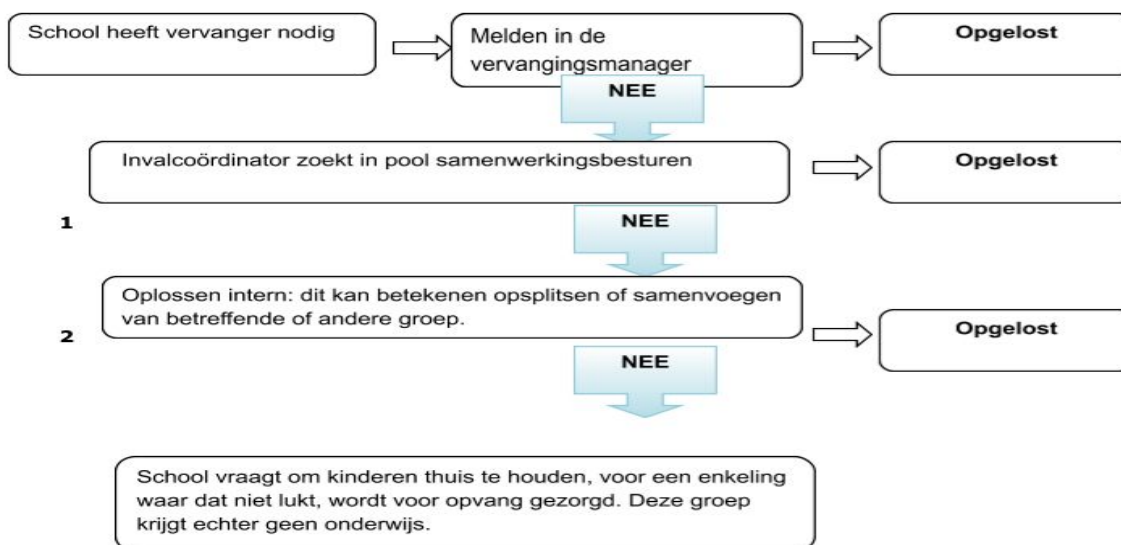 School heeft vervanger nodig
Melden in de
vervangingsmanager
Opgelost
NEE
Invalcoördinator zoekt in pool samenwerkingsbesturen
Opgelost
1
NEE
Oplossen intern: dit kan betekenen opsplitsen of samenvoegen
van betreffende of andere groep.
Opgelost
2
NEE
School vraagt om kinderen thuis te houden, voor een enkeling
waar dat niet lukt, wordt voor opvang gezorgd. Deze groep
krijgt echter geen onderwijs.